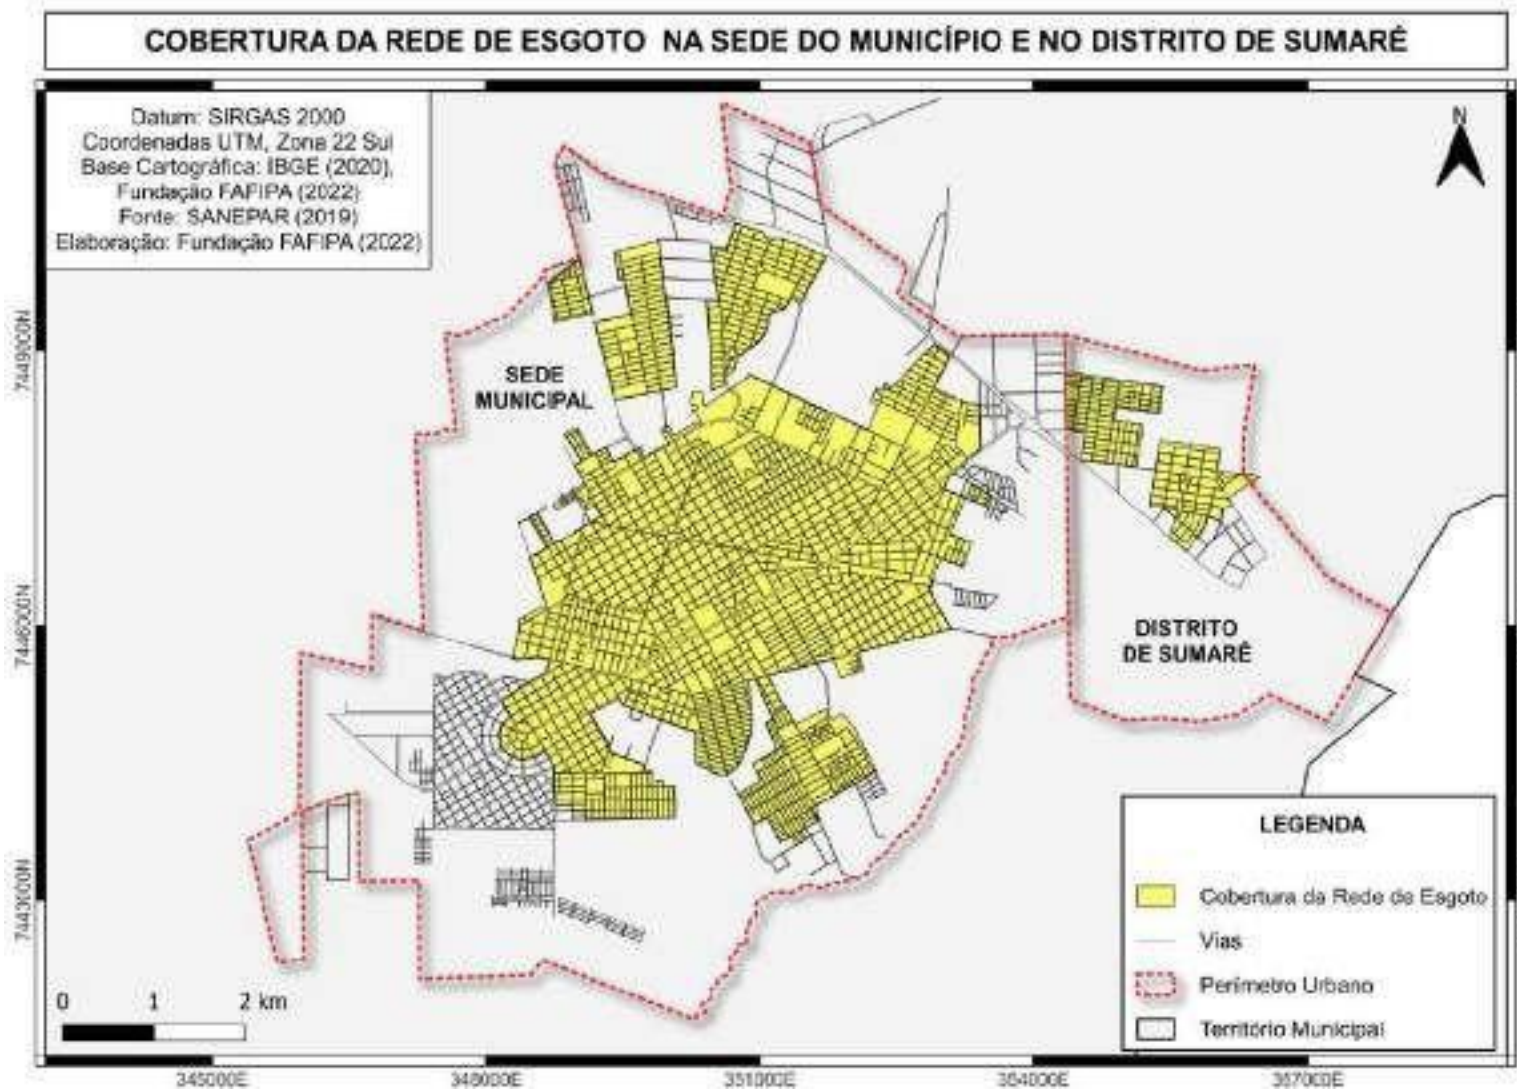 COBERTURA DA REDE DE ESGOTO NA SEDE DO MUNICÍPIO E NO DISTRITO DE SUMARÉ
Datum: SIRGAS 2000
Coordenadas UTM, Zona 22 Sul
Base Cartográfica: IBGE (2020),
Fundação FAFIPA (2022)
Fonte: SANEPAR (2019)
Elaboração: Fundação FAFIPA (2022)
N
7449000N
SEDE
MUNICIPAL
7446000N
DISTRITO
DE SUMARÉ
7443000N
LEGENDA
Cobertura da Rede de Esgoto
Vias
Perímetro Urbano
Território Municipal
0 1 2 km
345000E 348000E 351000E 354000E 357000E